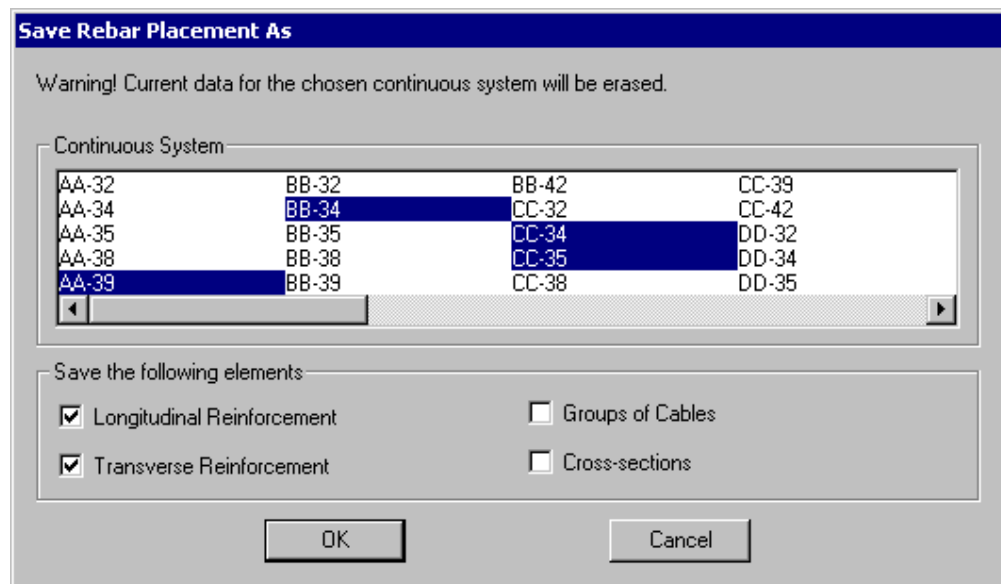 Save Rebar Placement As
Warning! Current data for the chosen continuous system will be erased.
Continuous System
AA-32 BB-32 BB-42 CC-39
AA-34 BB-34 CC-32 CC-42
AA-35 BB-35 CC-34 DD-32
AA-38 BB-38 CC-35 DD-34
AA-39 BB-39 CC-38 DD-35
Save the following elements
Longitudinal Reinforcement Groups of Cables
Transverse Reinforcement Cross-sections
OK Cancel